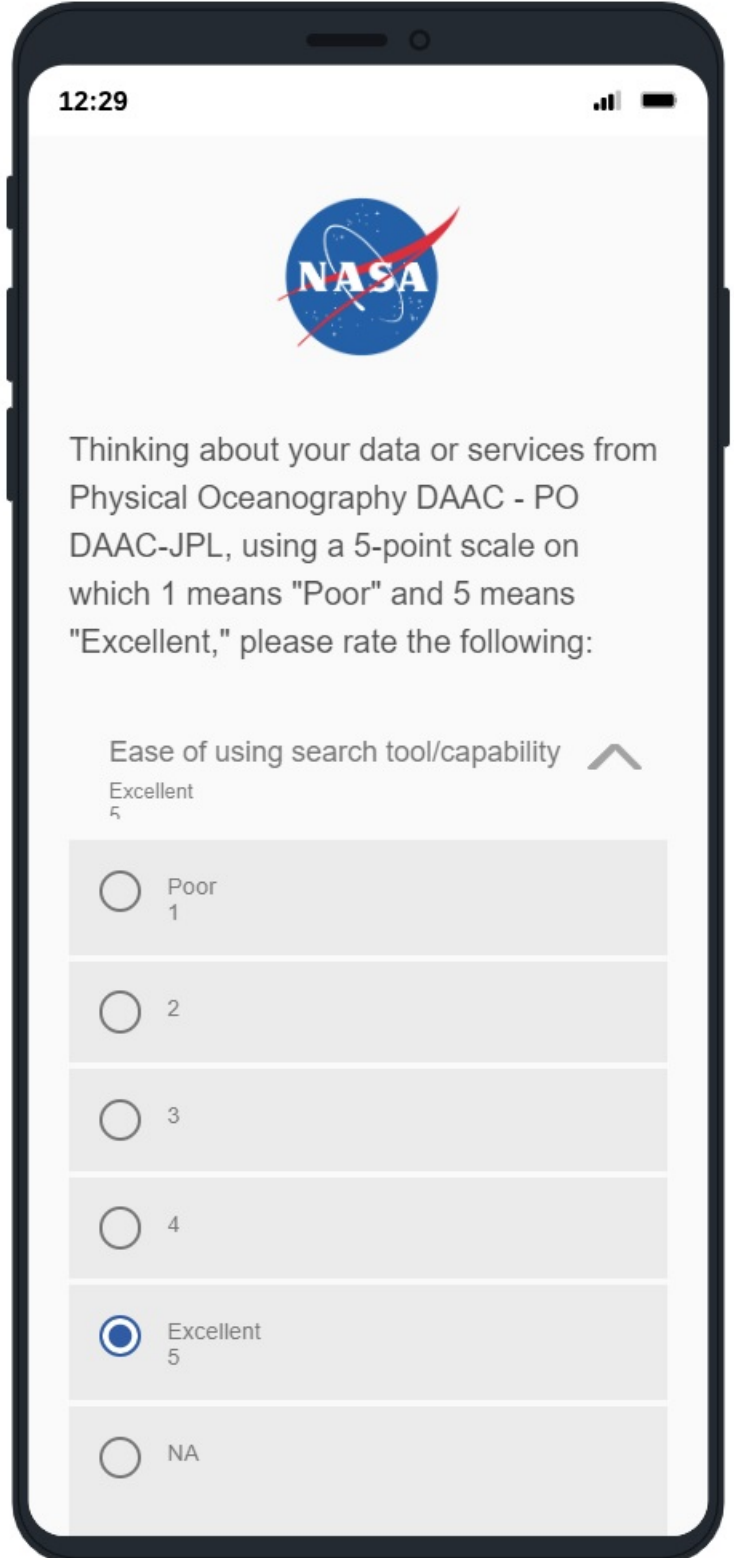 12:29
NASA
Thinking about your data or services from
Physical Oceanography DAAC - PO
DAAC-JPL, using a 5-point scale on
which 1 means "Poor" and 5 means
"Excellent," please rate the following:
Ease of using search tool/capability
Excellent
5
Poor
1
2
3
4
Excellent
5
NA